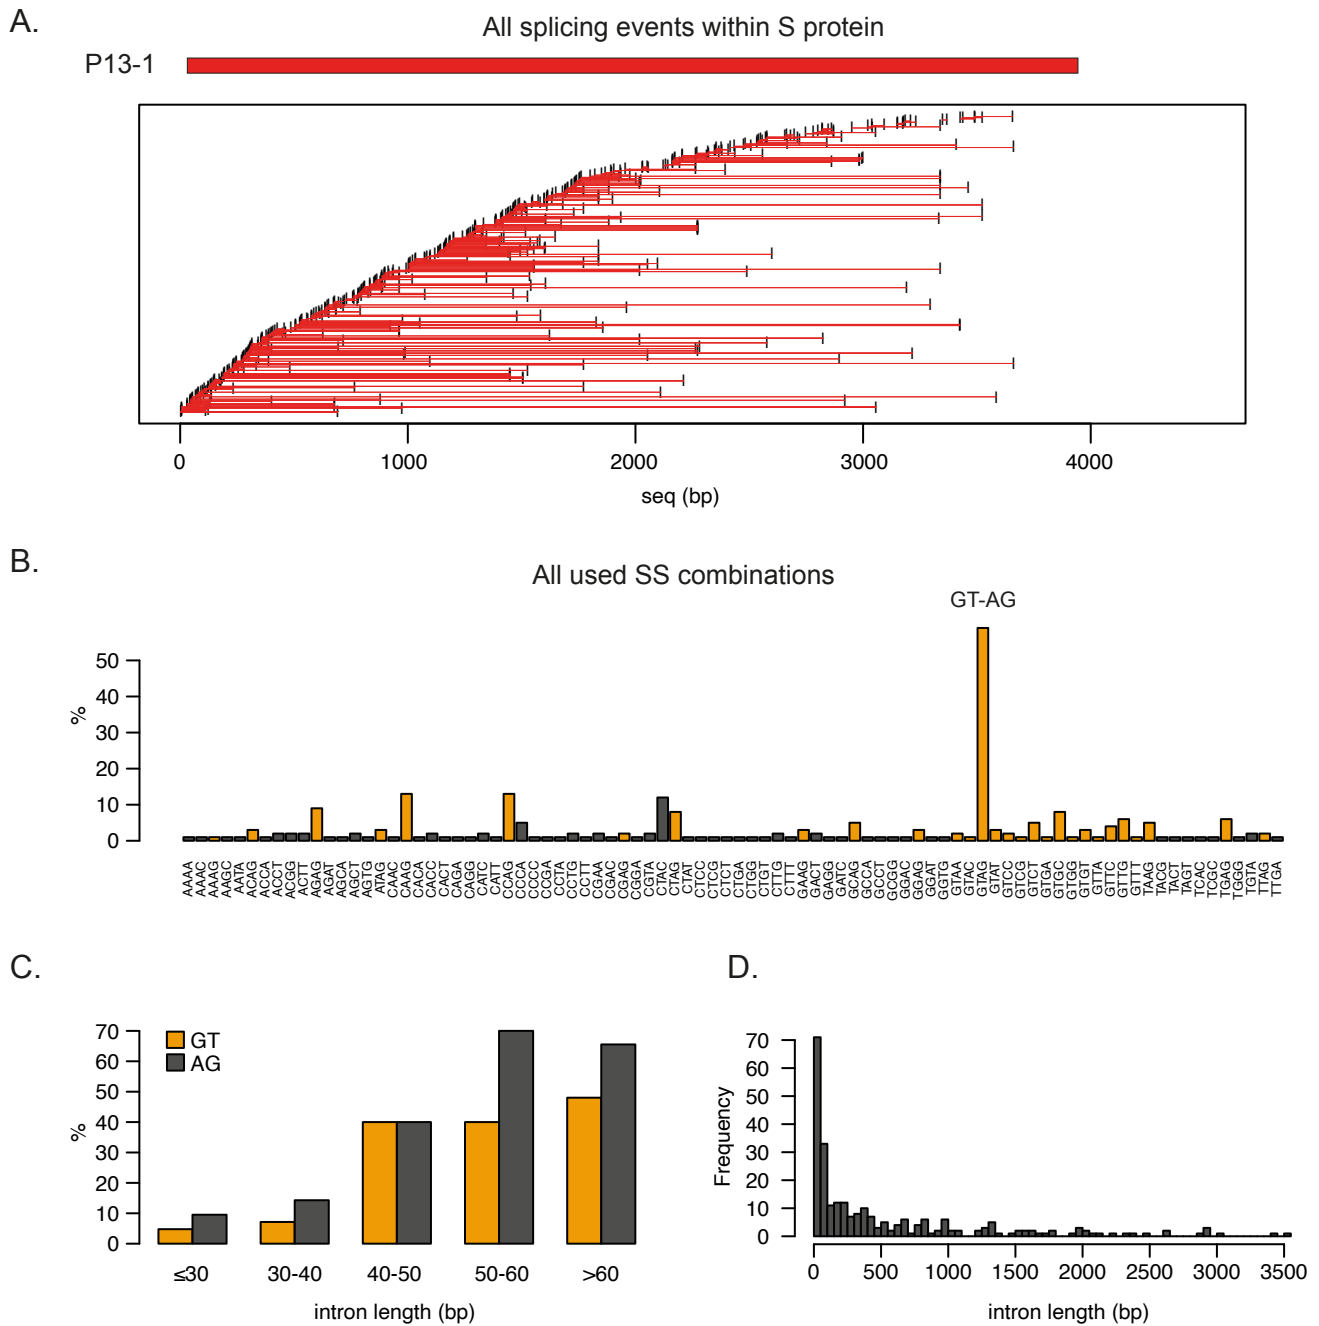 A.
All splicing events within S protein
P13-1
0 1000 2000 3000 4000
seq (bp)
B.
All used SS combinations
GT-AG
50
40
30
20
10
0
%
AAAA
AAAC
AAAG
AAGC
AATA
ACAG
ACCA
ACCT
ACGG
ACTT
AGAG
AGAT
AGCA
AGCT
AGTG
ATAG
CAAC
CAAG
CACA
CACC
CACT
CAGA
CAGG
CATC
CATT
CCAG
CCCA
CCCC
CCGA
CCTA
CCTG
CCTT
CGAA
CGAC
CGAG
CGGA
CGTA
CTAC
CTAG
CTAT
CTCC
CTCG
CTCT
CTGA
CTGG
CTGT
CTTG
CTTT
GAAG
GACT
GAGG
GATG
GCAG
GCCA
GCCT
GCGG
GGAC
GGAG
GGAT
GGTG
GTAA
GTAC
GTAG
GTAT
GTCA
GTCG
GTCT
GTGA
GTGC
GTGG
GTGT
GTTA
GTTC
GTTG
GTTT
TAAG
TACG
TACT
TAGT
TCAC
TCGC
TGAG
TGGG
TGTA
TTAG
TTGA
C.
70
60
50
40
30
20
10
0
%
GT
AG
≤30 30-40 40-50 50-60 >60
intron length (bp)
D.
70
60
50
40
30
20
10
0
Frequency
0 500 1000 1500 2000 2500 3000 3500
intron length (bp)